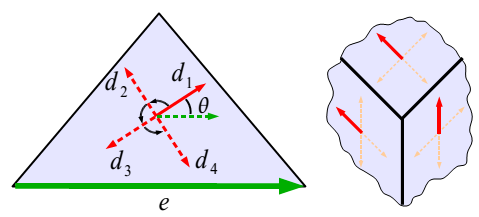 d₂
d₁
θ
d₃
d₄
e